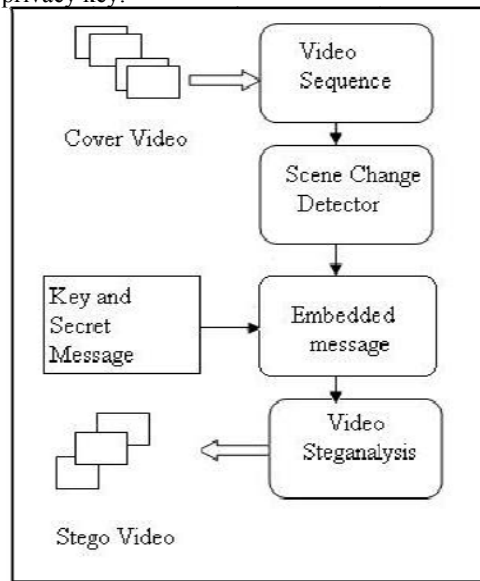 privacy key.
Video
Sequence
Cover Video
Scene Change
Detector
Key and
Secret
Message
Embedded
message
Video
Steganalysis
Stego Video